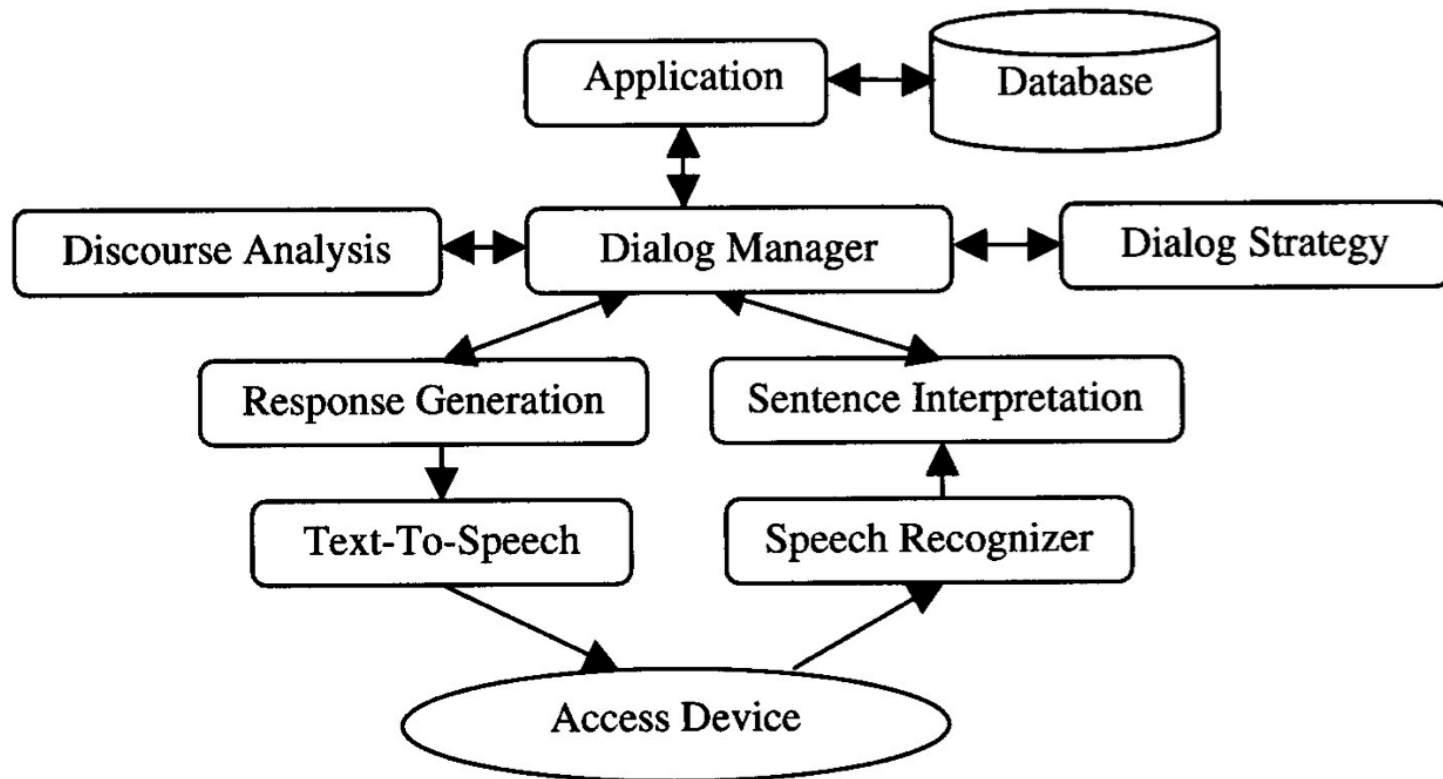 Application
Database
Discourse Analysis
Dialog Manager
Dialog Strategy
Response Generation
Sentence Interpretation
Text-To-Speech
Speech Recognizer
Access Device